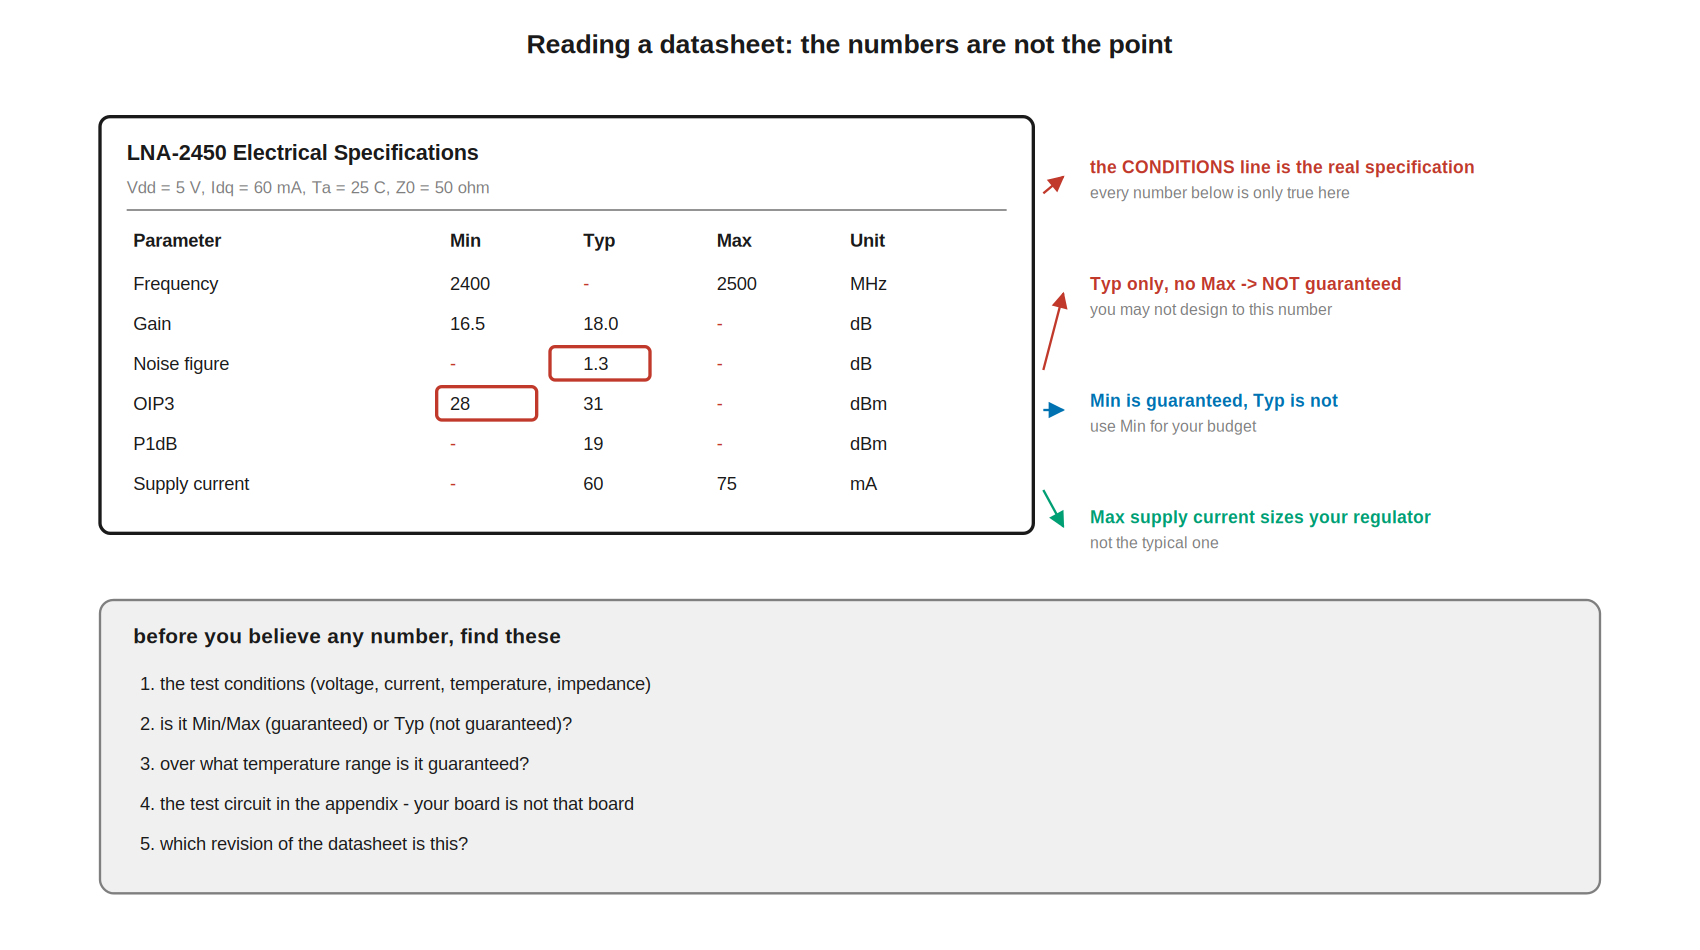 Reading a datasheet: the numbers are not the point
LNA-2450 Electrical Specifications
Vdd = 5 V, Idq = 60 mA, Ta = 25 C, Z0 = 50 ohm
Parameter Min Typ Max Unit
Frequency 2400 - 2500 MHz
Gain 16.5 18.0 - dB
Noise figure - 1.3 - dB
OIP3 28 31 - dBm
P1dB - 19 - dBm
Supply current - 60 75 mA
the CONDITIONS line is the real specification
every number below is only true here
Typ only, no Max -> NOT guaranteed
you may not design to this number
Min is guaranteed, Typ is not
use Min for your budget
Max supply current sizes your regulator
not the typical one
before you believe any number, find these
1. the test conditions (voltage, current, temperature, impedance)
2. is it Min/Max (guaranteed) or Typ (not guaranteed)?
3. over what temperature range is it guaranteed?
4. the test circuit in the appendix - your board is not that board
5. which revision of the datasheet is this?